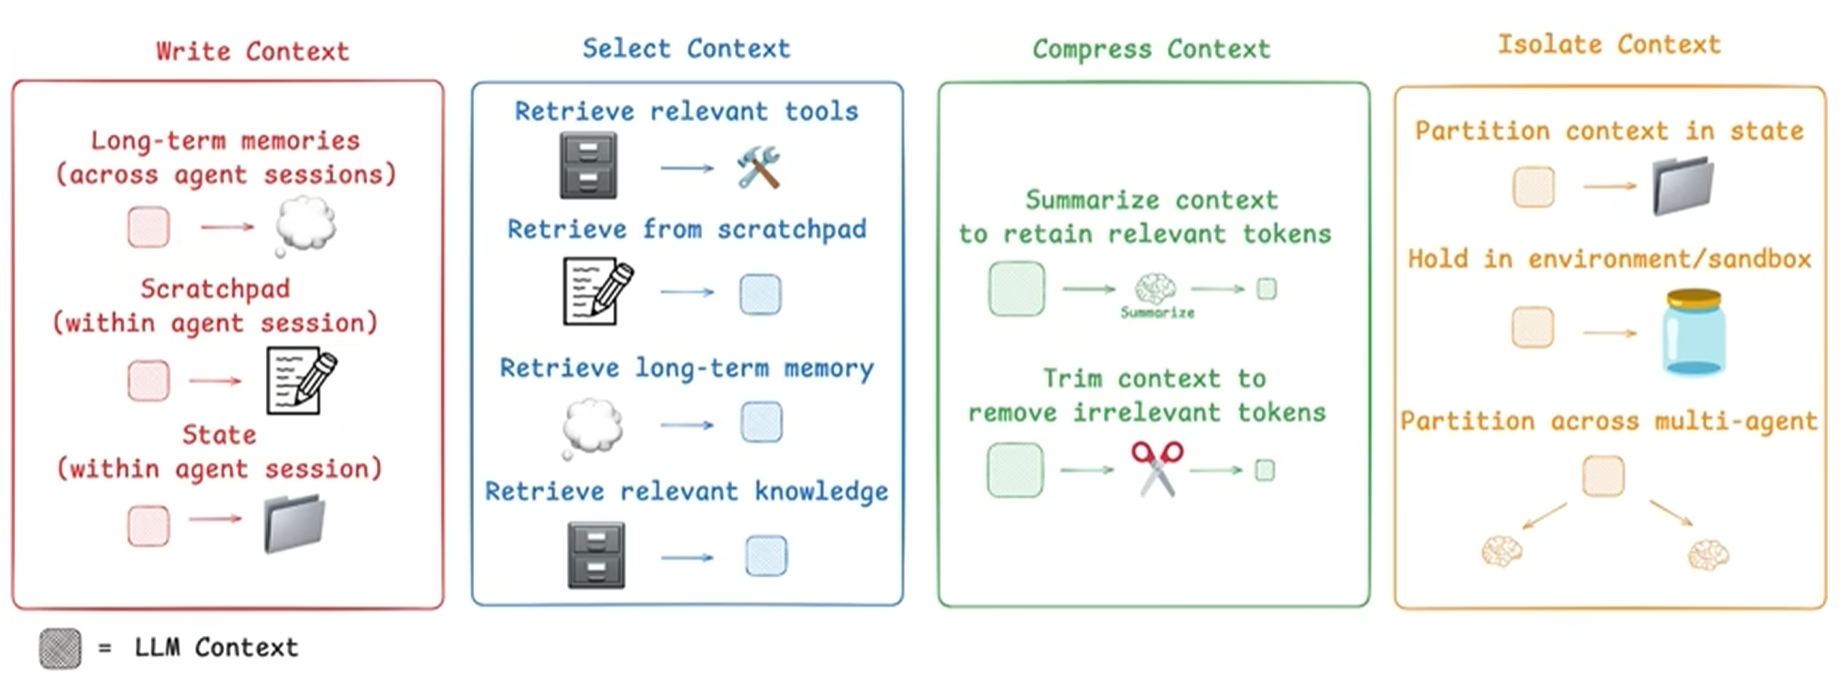 Write Context
Long-term memories
(across agent sessions)
Scratchpad
(within agent session)
State
(within agent session)
Select Context
Retrieve relevant tools
Retrieve from scratchpad
Retrieve long-term memory
Retrieve relevant knowledge
Compress Context
Summarize context
to retain relevant tokens
Summarize
Trim context to
remove irrelevant tokens
Isolate Context
Partition context in state
Hold in environment/sandbox
Partition across multi-agent
= LLM Context